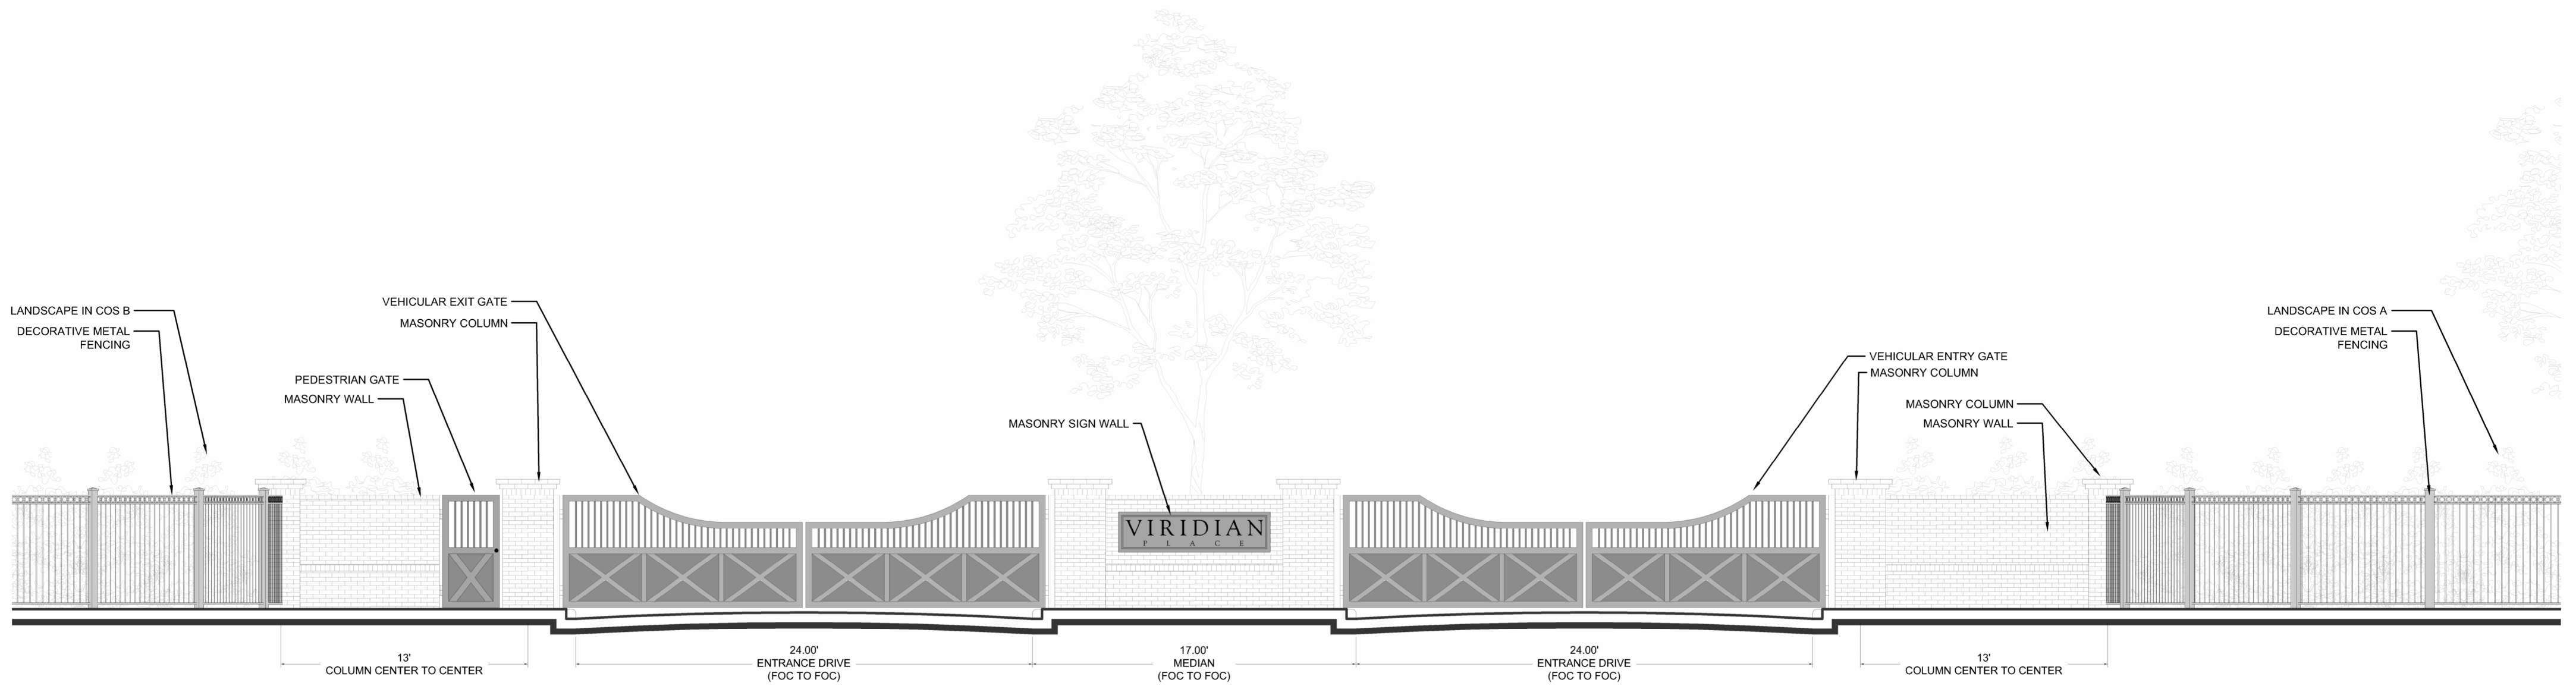 LANDSCAPE IN COS B
DECORATIVE METAL
FENCING
VEHICULAR EXIT GATE
MASONRY COLUMN
PEDESTRIAN GATE
MASONRY WALL
MASONRY SIGN WALL
VIRIDIAN
PLACE
VEHICULAR ENTRY GATE
MASONRY COLUMN
MASONRY COLUMN
MASONRY WALL
LANDSCAPE IN COS A
DECORATIVE METAL
FENCING
13'
COLUMN CENTER TO CENTER
24.00'
ENTRANCE DRIVE
(FOC TO FOC)
17.00'
MEDIAN
(FOC TO FOC)
24.00'
ENTRANCE DRIVE
(FOC TO FOC)
13'
COLUMN CENTER TO CENTER